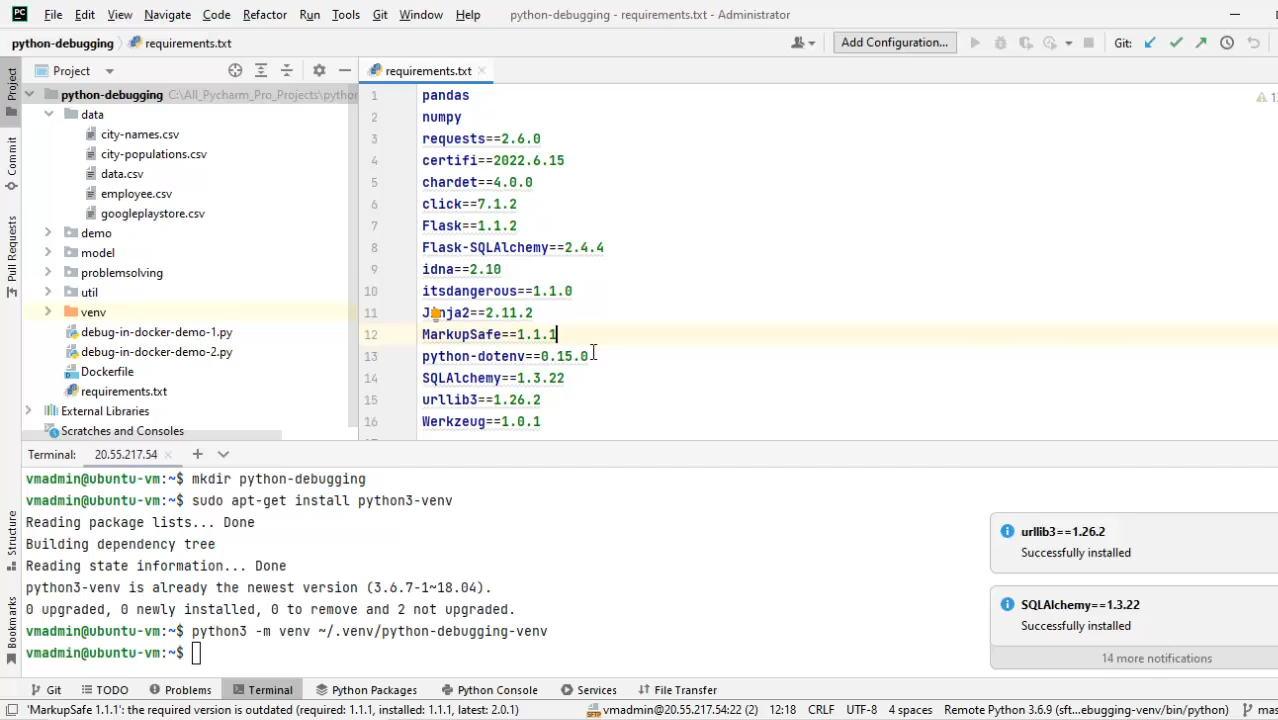 PC File Edit View Navigate Code Refactor Run Tools Git Window Help python-debugging - requirements.txt - Administrator
python-debugging requirements.txt Add Configuration... Git:
Project requirements.txt
python-debugging C:\All_Pycharm_Pro_Projects\python
data
city-names.csv
city-populations.csv
data.csv
employee.csv
googleplaystore.csv
demo
model
problemsolving
util
venv
debug-in-docker-demo-1.py
debug-in-docker-demo-2.py
Dockerfile
requirements.txt
External Libraries
Scratches and Consoles
Project
Commit
Pull Requests
Structure
Bookmarks
1 pandas
2 numpy
3 requests==2.6.0
4 certifi==2022.6.15
5 chardet==4.0.0
6 click==7.1.2
7 Flask==1.1.2
8 Flask-SQLAlchemy==2.4.4
9 idna==2.10
10 itsdangerous==1.1.0
11 Jinja2==2.11.2
12 MarkupSafe==1.1.1
13 python-dotenv==0.15.0
14 SQLAlchemy==1.3.22
15 urllib3==1.26.2
16 Werkzeug==1.0.1
Terminal: 20.55.217.54
vmadmin@ubuntu-vm:~$ mkdir python-debugging
vmadmin@ubuntu-vm:~$ sudo apt-get install python3-venv
Reading package lists... Done
Building dependency tree
Reading state information... Done
python3-venv is already the newest version (3.6.7-1~18.04).
0 upgraded, 0 newly installed, 0 to remove and 2 not upgraded.
vmadmin@ubuntu-vm:~$ python3 -m venv ~/.venv/python-debugging-venv
vmadmin@ubuntu-vm:~$
urllib3==1.26.2
Successfully installed
SQLAlchemy==1.3.22
Successfully installed
14 more notifications
Git TODO Problems Terminal Python Packages Python Console Services File Transfer
'MarkupSafe 1.1.1': the required version is outdated (required: 1.1.1, installed: 1.1.1, latest: 2.0.1) vmadmin@20.55.217.54:22 (2) 12:18 CRLF UTF-8 4 spaces Remote Python 3.6.9 (sft...ebugging-venv/bin/python) mas